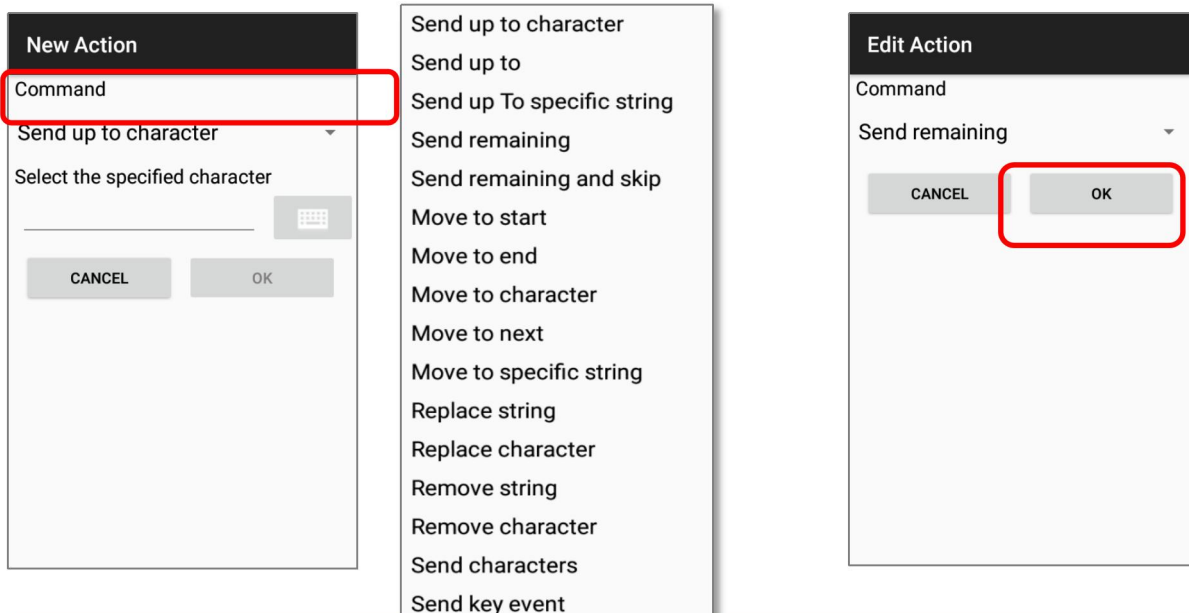 New Action
Command
Send up to character
Select the specified character
CANCEL OK
Send up to character
Send up to
Send up To specific string
Send remaining
Send remaining and skip
Move to start
Move to end
Move to character
Move to next
Move to specific string
Replace string
Replace character
Remove string
Remove character
Send characters
Send key event
Edit Action
Command
Send remaining
CANCEL OK